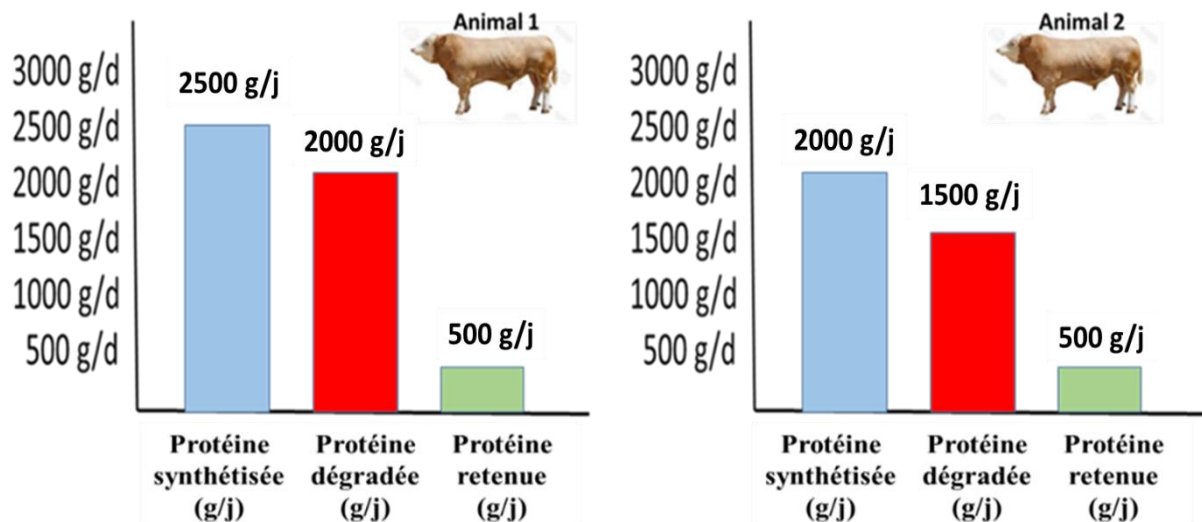 Animal 1
3000 g/d
2500 g/d
2000 g/d
1500 g/d
1000 g/d
500 g/d
2500 g/j
2000 g/j
500 g/j
Protéine
synthétisée
(g/j)
Protéine
dégradée
(g/j)
Protéine
retenue
(g/j)
Animal 2
3000 g/d
2500 g/d
2000 g/d
1500 g/d
1000 g/d
500 g/d
2000 g/j
1500 g/j
500 g/j
Protéine
synthétisée
(g/j)
Protéine
dégradée
(g/j)
Protéine
retenue
(g/j)